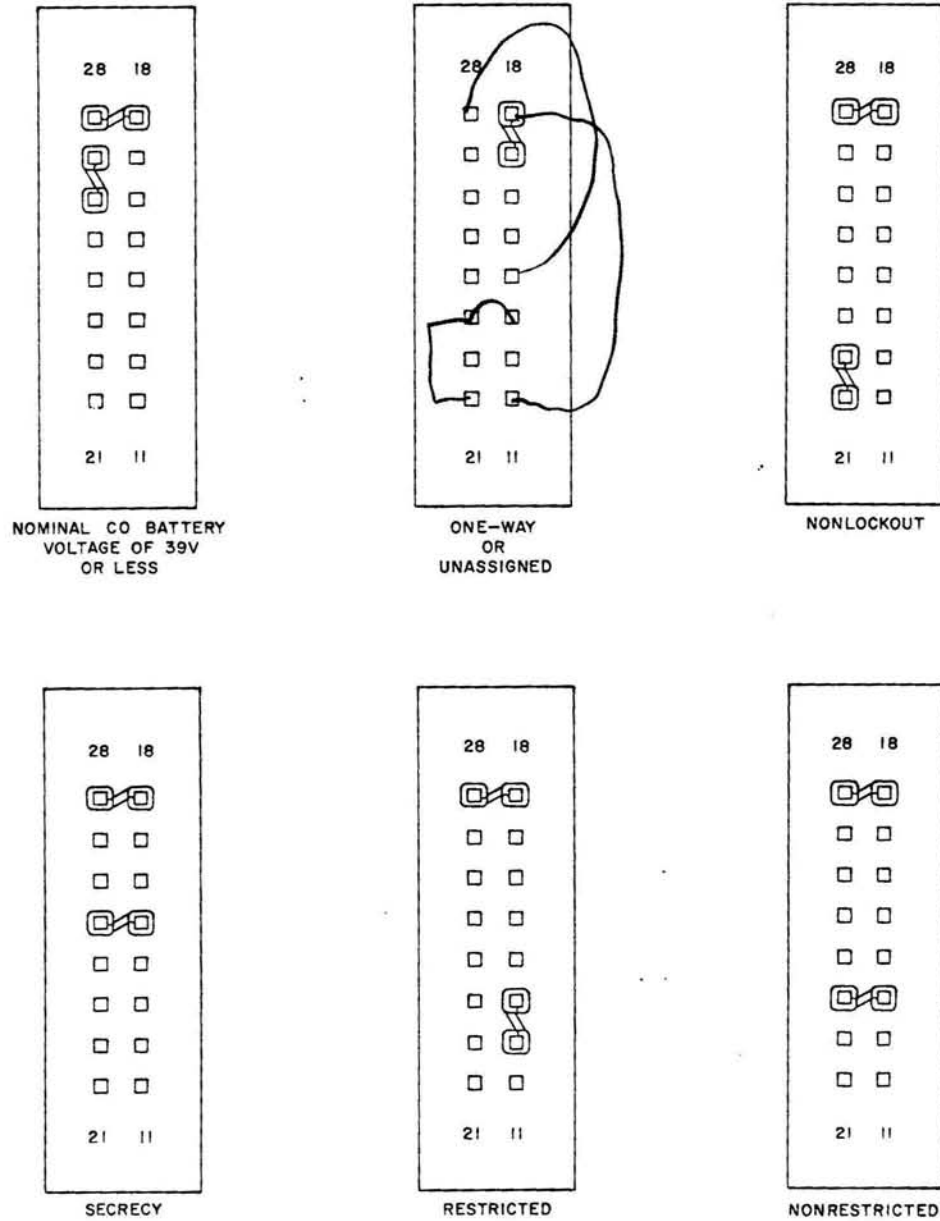 28 18
21 11
NOMINAL CO BATTERY
VOLTAGE OF 39V
OR LESS
28 18
21 11
ONE-WAY
OR
UNASSIGNED
28 18
21 11
NONLOCKOUT
28 18
21 11
SECRECY
28 18
21 11
RESTRICTED
28 18
21 11
NONRESTRICTED